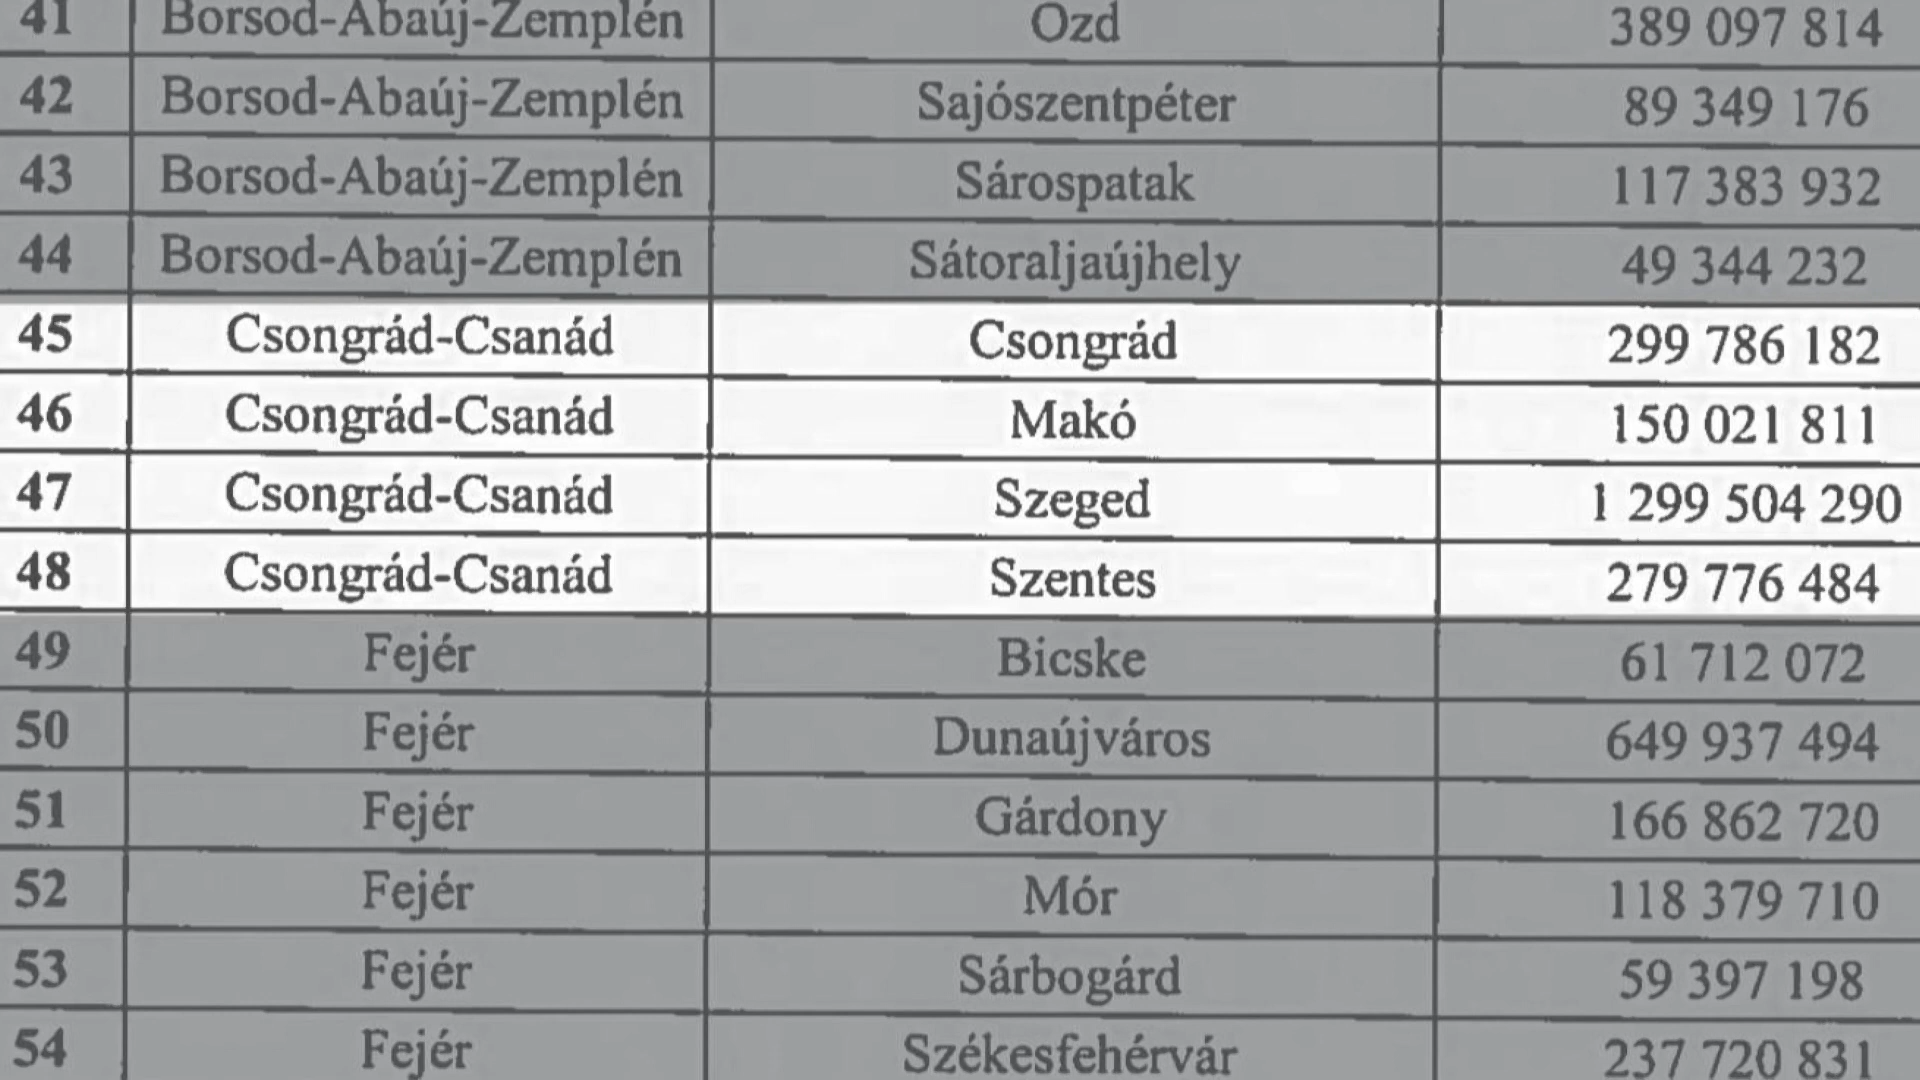 41 Borsod-Abaúj-Zemplén Ózd 389 097 814
42 Borsod-Abaúj-Zemplén Sajószentpéter 89 349 176
43 Borsod-Abaúj-Zemplén Sárospatak 117 383 932
44 Borsod-Abaúj-Zemplén Sátoraljaújhely 49 344 232
45 Csongrád-Csanád Csongrád 299 786 182
46 Csongrád-Csanád Makó 150 021 811
47 Csongrád-Csanád Szeged 1 299 504 290
48 Csongrád-Csanád Szentes 279 776 484
49 Fejér Bicske 61 712 072
50 Fejér Dunaújváros 649 937 494
51 Fejér Gárdony 166 862 720
52 Fejér Mór 118 379 710
53 Fejér Sárbogárd 59 397 198
54 Fejér Székesfehérvár 237 720 831